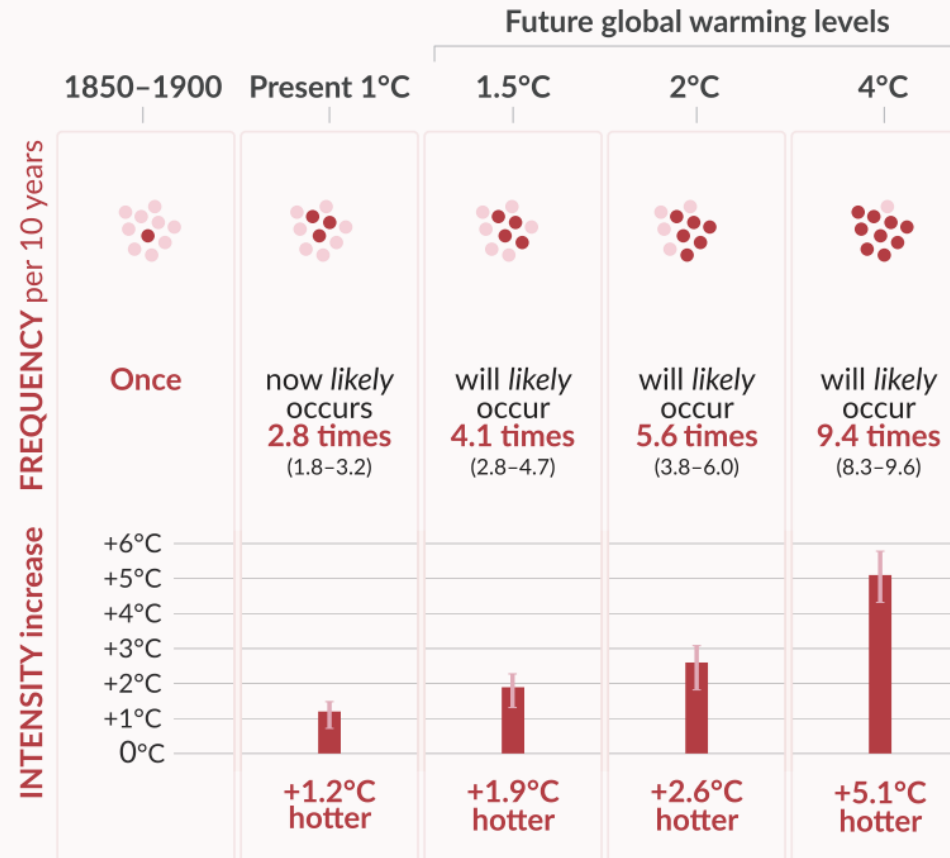 Future global warming levels
1850–1900
Present 1°C
1.5°C
2°C
4°C
FREQUENCY per 10 years
Once
now likely
occurs
2.8 times
(1.8–3.2)
will likely
occur
4.1 times
(2.8–4.7)
will likely
occur
5.6 times
(3.8–6.0)
will likely
occur
9.4 times
(8.3–9.6)
INTENSITY increase
+6°C
+5°C
+4°C
+3°C
+2°C
+1°C
0°C
+1.2°C
hotter
+1.9°C
hotter
+2.6°C
hotter
+5.1°C
hotter